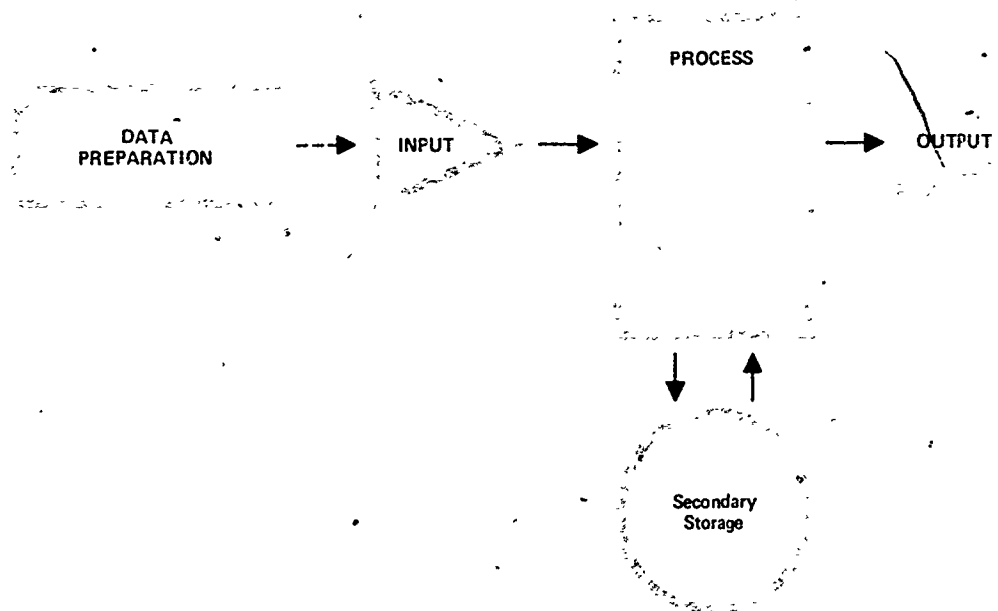 PROCESS
DATA
PREPARATION
INPUT
OUTPUT
Secondary
Storage